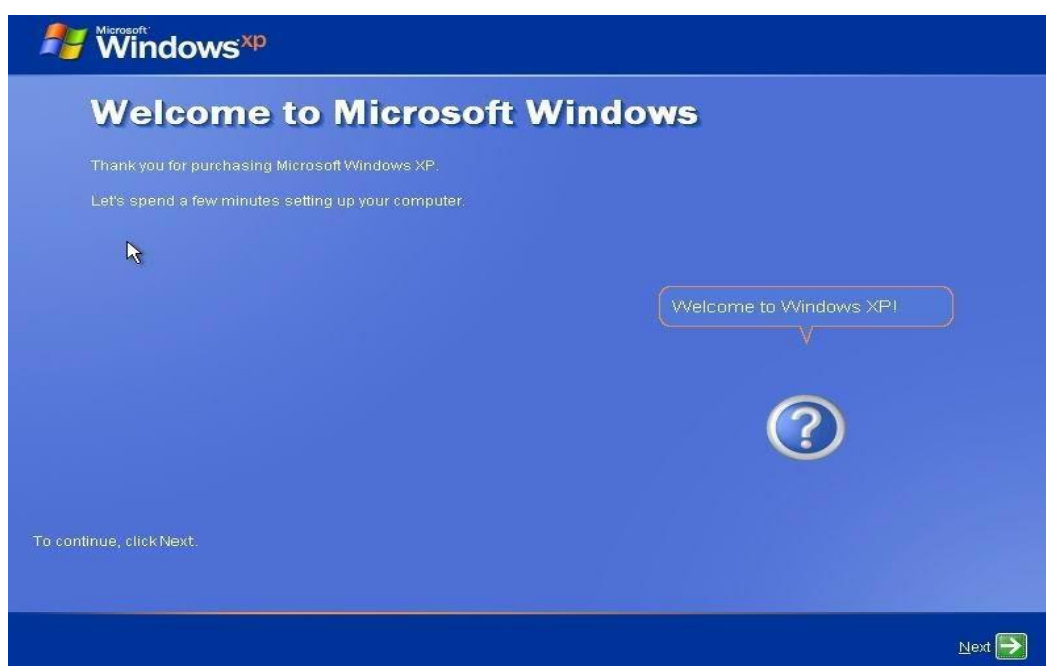 Microsoft
Windows xp
Welcome to Microsoft Windows
Thank you for purchasing Microsoft Windows XP.
Let's spend a few minutes setting up your computer.
Welcome to Windows XP!
?
To continue, click Next.
Next